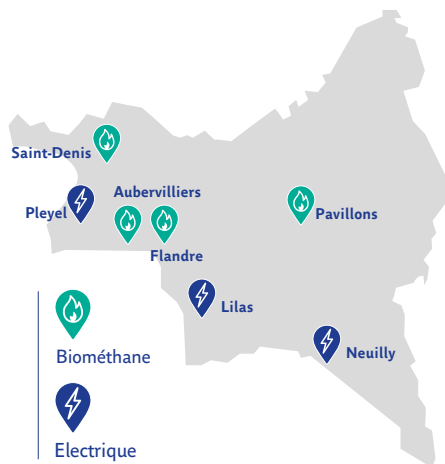 Saint-Denis
Aubervilliers
Pleyel
Pavillons
Flandre
Lilas
Neuilly
Biométhane
Electrique